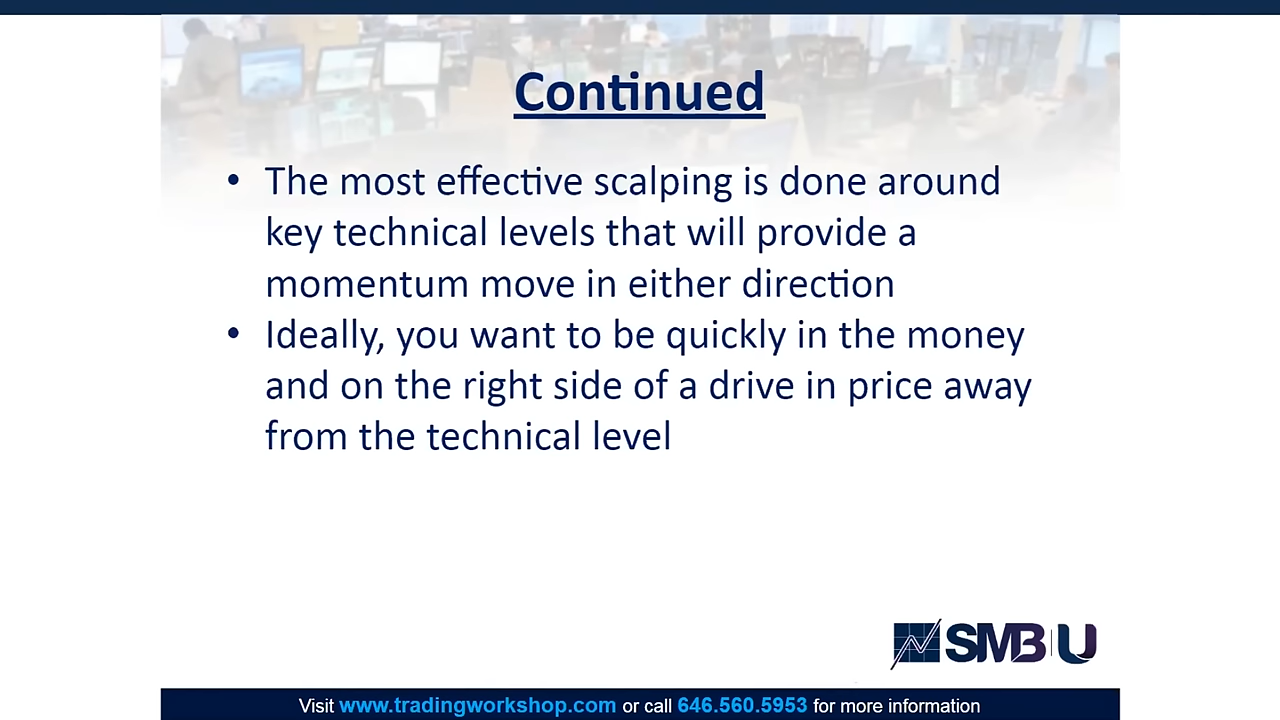 Continued
• The most effective scalping is done around
key technical levels that will provide a
momentum move in either direction
• Ideally, you want to be quickly in the money
and on the right side of a drive in price away
from the technical level
SMB U
Visit www.tradingworkshop.com or call 646.560.5953 for more information